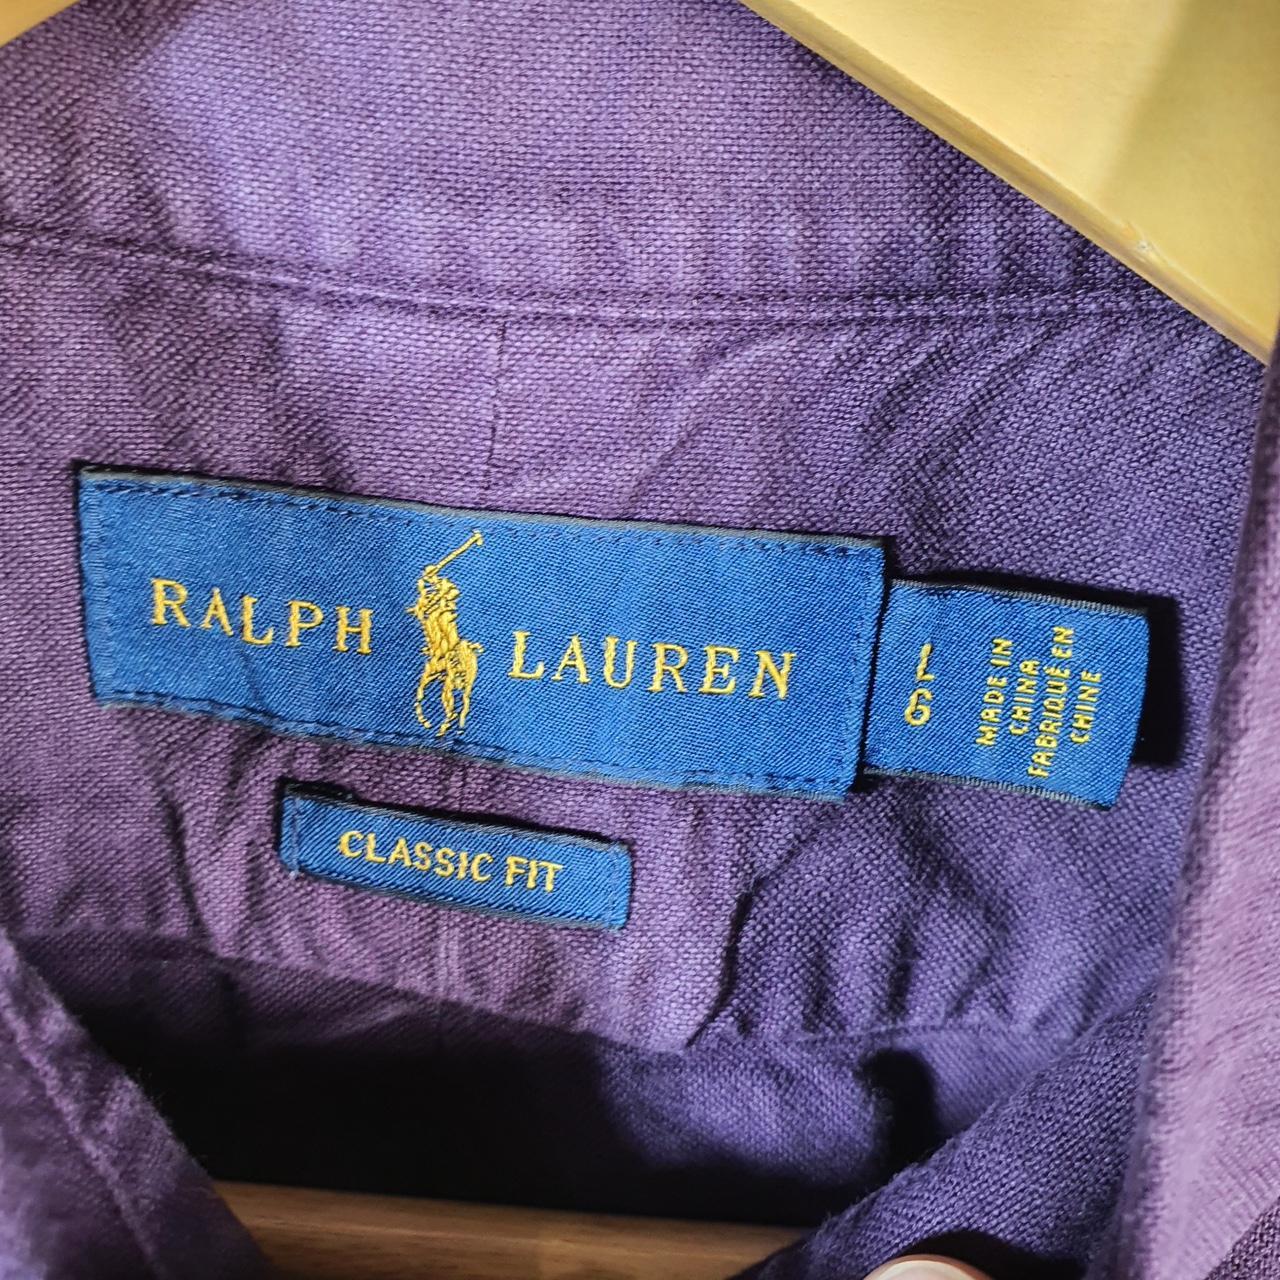 RALPH LAUREN
L
G
MADE IN
CHINA
FABRIQUÉ EN
CHINE
CLASSIC FIT